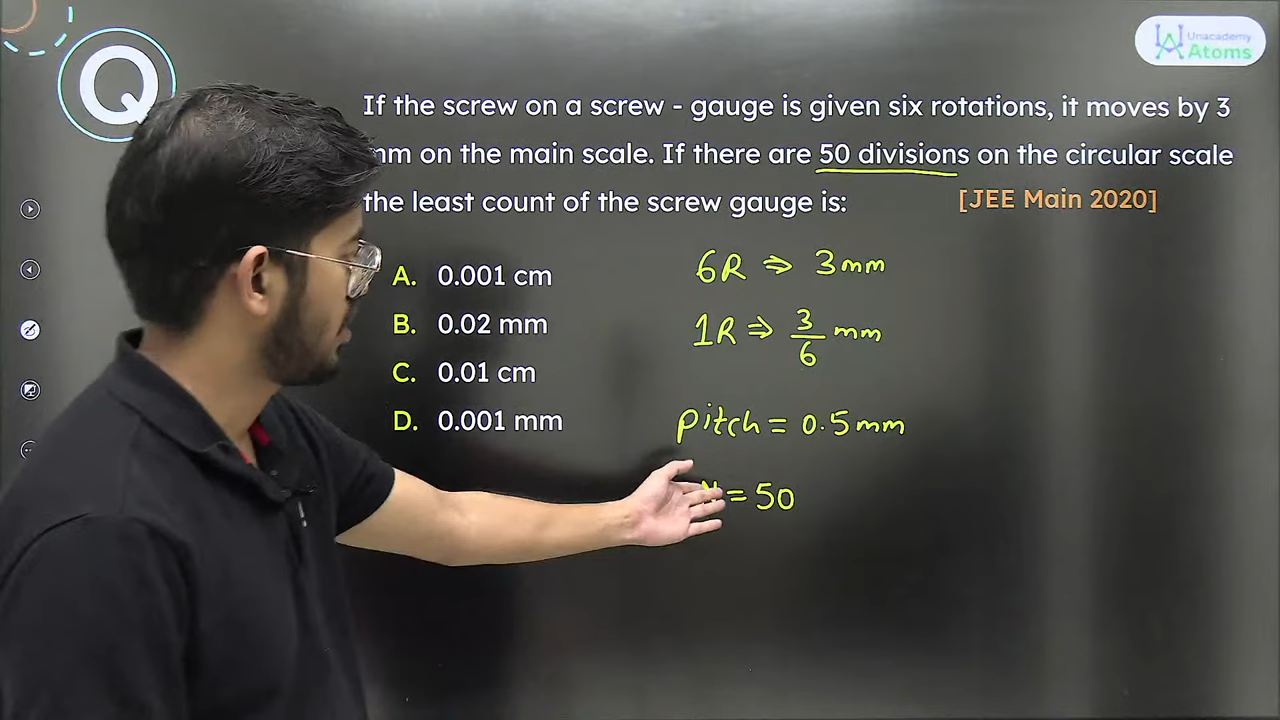 Q
Unacademy
Atoms
If the screw on a screw - gauge is given six rotations, it moves by 3
mm on the main scale. If there are 50 divisions on the circular scale
the least count of the screw gauge is:
[JEE Main 2020]
A. 0.001 cm
B. 0.02 mm
C. 0.01 cm
D. 0.001 mm
6R ⇒ 3mm
1R ⇒ 3/6 mm
pitch = 0.5mm
= 50